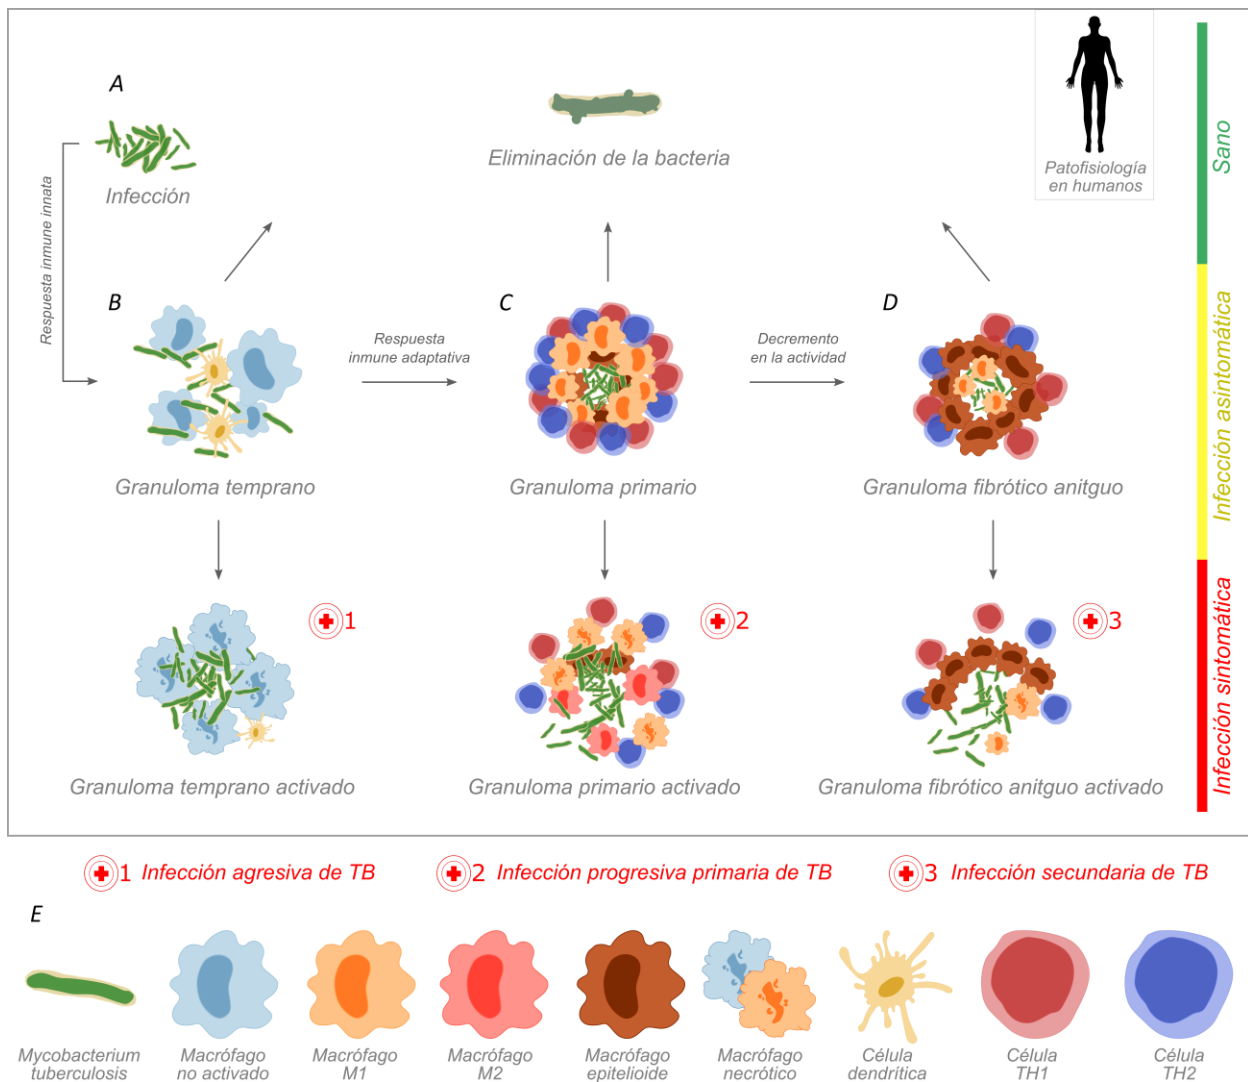 A
Infección
Respuesta inmune innata
Eliminación de la bacteria
Patofisiología
en humanos
Sano
B
Granuloma temprano
Respuesta
inmune adaptativa
C
Granuloma primario
Decremento
en la actividad
D
Granuloma fibrótico anitguo
Infección asintomática
1
Granuloma temprano activado
2
Granuloma primario activado
3
Granuloma fibrótico anitguo activado
Infección sintomática
1 Infección agresiva de TB
2 Infección progresiva primaria de TB
3 Infección secundaria de TB
E
Mycobacterium
tuberculosis
Macrófago
no activado
Macrófago
M1
Macrófago
M2
Macrófago
epitelioide
Macrófago
necrótico
Célula
dendrítica
Célula
TH1
Célula
TH2